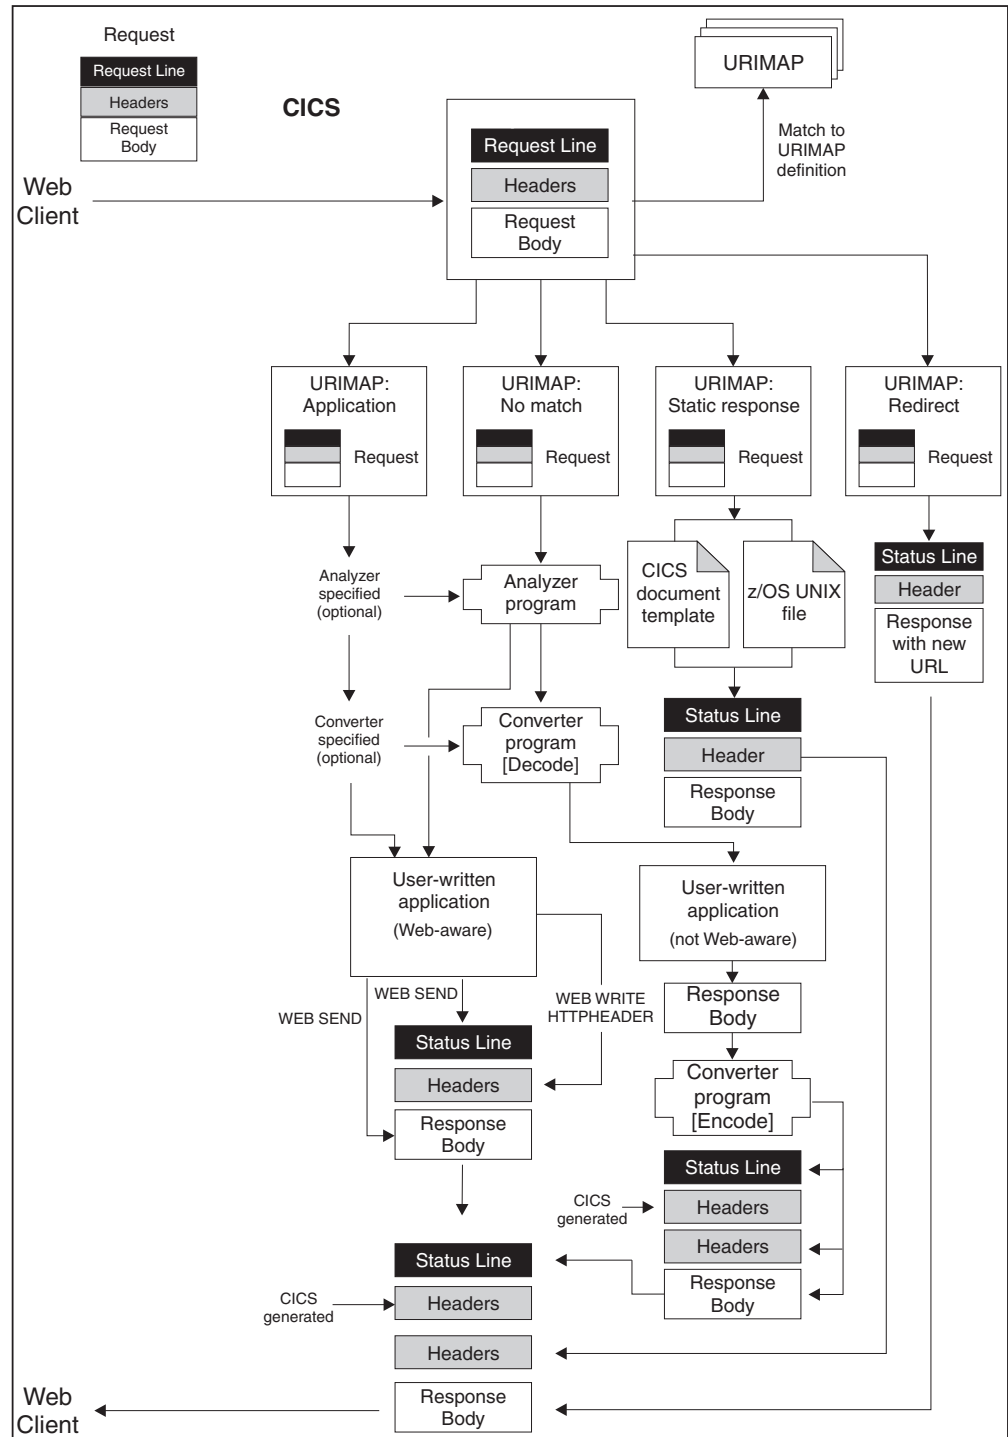 Request
Request Line
Headers
Request
Body
CICS
URIMAP
Match to
URIMAP
definition
Web
Client
Request Line
Headers
Request
Body
URIMAP:
Application
Request
URIMAP:
No match
Request
URIMAP:
Static response
Request
URIMAP:
Redirect
Request
Analyzer
specified
(optional)
Analyzer
program
CICS
document
template
z/OS UNIX
file
Status Line
Header
Response
with new
URL
Converter
specified
(optional)
Converter
program
[Decode]
Status Line
Header
Response
Body
User-written
application
(Web-aware)
User-written
application
(not Web-aware)
WEB SEND
WEB SEND
WEB WRITE
HTTPHEADER
Response
Body
Status Line
Headers
Response
Body
Converter
program
[Encode]
Status Line
CICS
generated
Headers
Headers
Response
Body
Status Line
CICS
generated
Headers
Headers
Response
Body
Web
Client